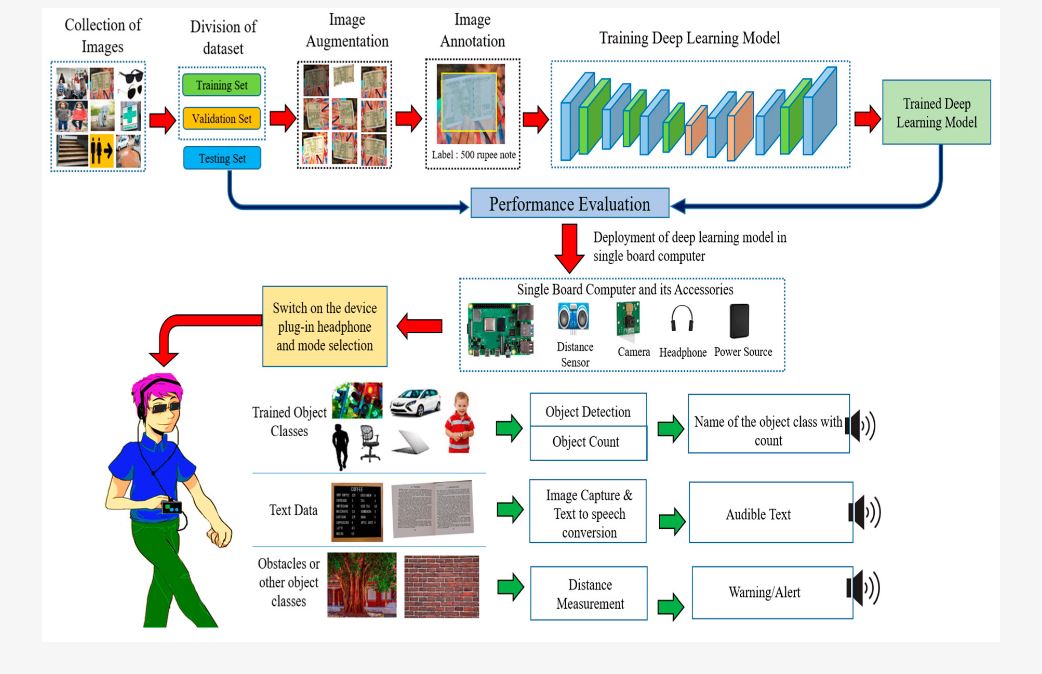 Collection of
Images
Division of
dataset
Image
Augmentation
Image
Annotation
Training Deep Learning Model
Training Set
Validation Set
Testing Set
Label : 500 rupee note
Trained Deep
Learning Model
Performance Evaluation
Deployment of deep learning model in
single board computer
Single Board Computer and its Accessories
Distance
Sensor
Camera
Headphone
Power Source
Switch on the device
plug-in headphone
and mode selection
Trained Object
Classes
Object Detection
Object Count
Name of the object class with
count
Text Data
COFFEE
Image Capture &
Text to speech
conversion
Audible Text
Obstacles or
other object
classes
Distance
Measurement
Warning/Alert